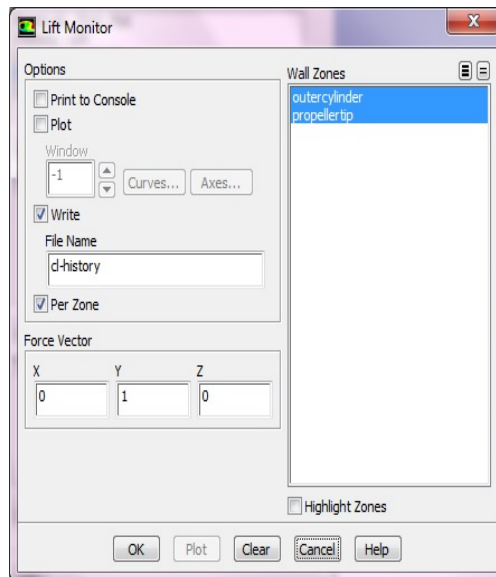 Lift Monitor
Options
Print to Console
Plot
Window
-1
Curves... Axes...
Write
File Name
cl-history
Per Zone
Force Vector
X Y Z
0 1 0
Wall Zones
outercylinder
propellertip
Highlight Zones
OK Plot Clear Cancel Help